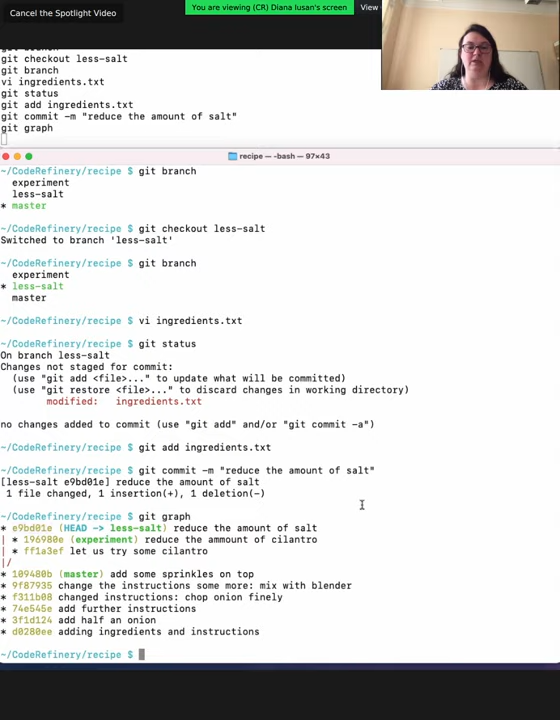 Cancel the Spotlight Video
You are viewing (CR) Diana Iusan's screen
View
git branch
git checkout less-salt
git branch
vi ingredients.txt
git status
git add ingredients.txt
git commit -m "reduce the amount of salt"
git graph
recipe — -bash — 97×43
~/CodeRefinery/recipe $ git branch
experiment
less-salt
* master
~/CodeRefinery/recipe $ git checkout less-salt
Switched to branch 'less-salt'
~/CodeRefinery/recipe $ git branch
experiment
* less-salt
master
~/CodeRefinery/recipe $ vi ingredients.txt
~/CodeRefinery/recipe $ git status
On branch less-salt
Changes not staged for commit:
(use "git add <file>..." to update what will be committed)
(use "git restore <file>..." to discard changes in working directory)
modified: ingredients.txt
no changes added to commit (use "git add" and/or "git commit -a")
~/CodeRefinery/recipe $ git add ingredients.txt
~/CodeRefinery/recipe $ git commit -m "reduce the amount of salt"
[less-salt e9bd01e] reduce the amount of salt
1 file changed, 1 insertion(+), 1 deletion(-)
~/CodeRefinery/recipe $ git graph
* e9bd01e (HEAD -> less-salt) reduce the amount of salt
| * 196980e (experiment) reduce the ammount of cilantro
| * ff1a3ef let us try some cilantro
|/
* 109480b (master) add some sprinkles on top
* 9f87935 change the instructions some more: mix with blender
* f311b08 changed instructions: chop onion finely
* 74e545e add further instructions
* 3f1d124 add half an onion
* d0280ee adding ingredients and instructions
~/CodeRefinery/recipe $